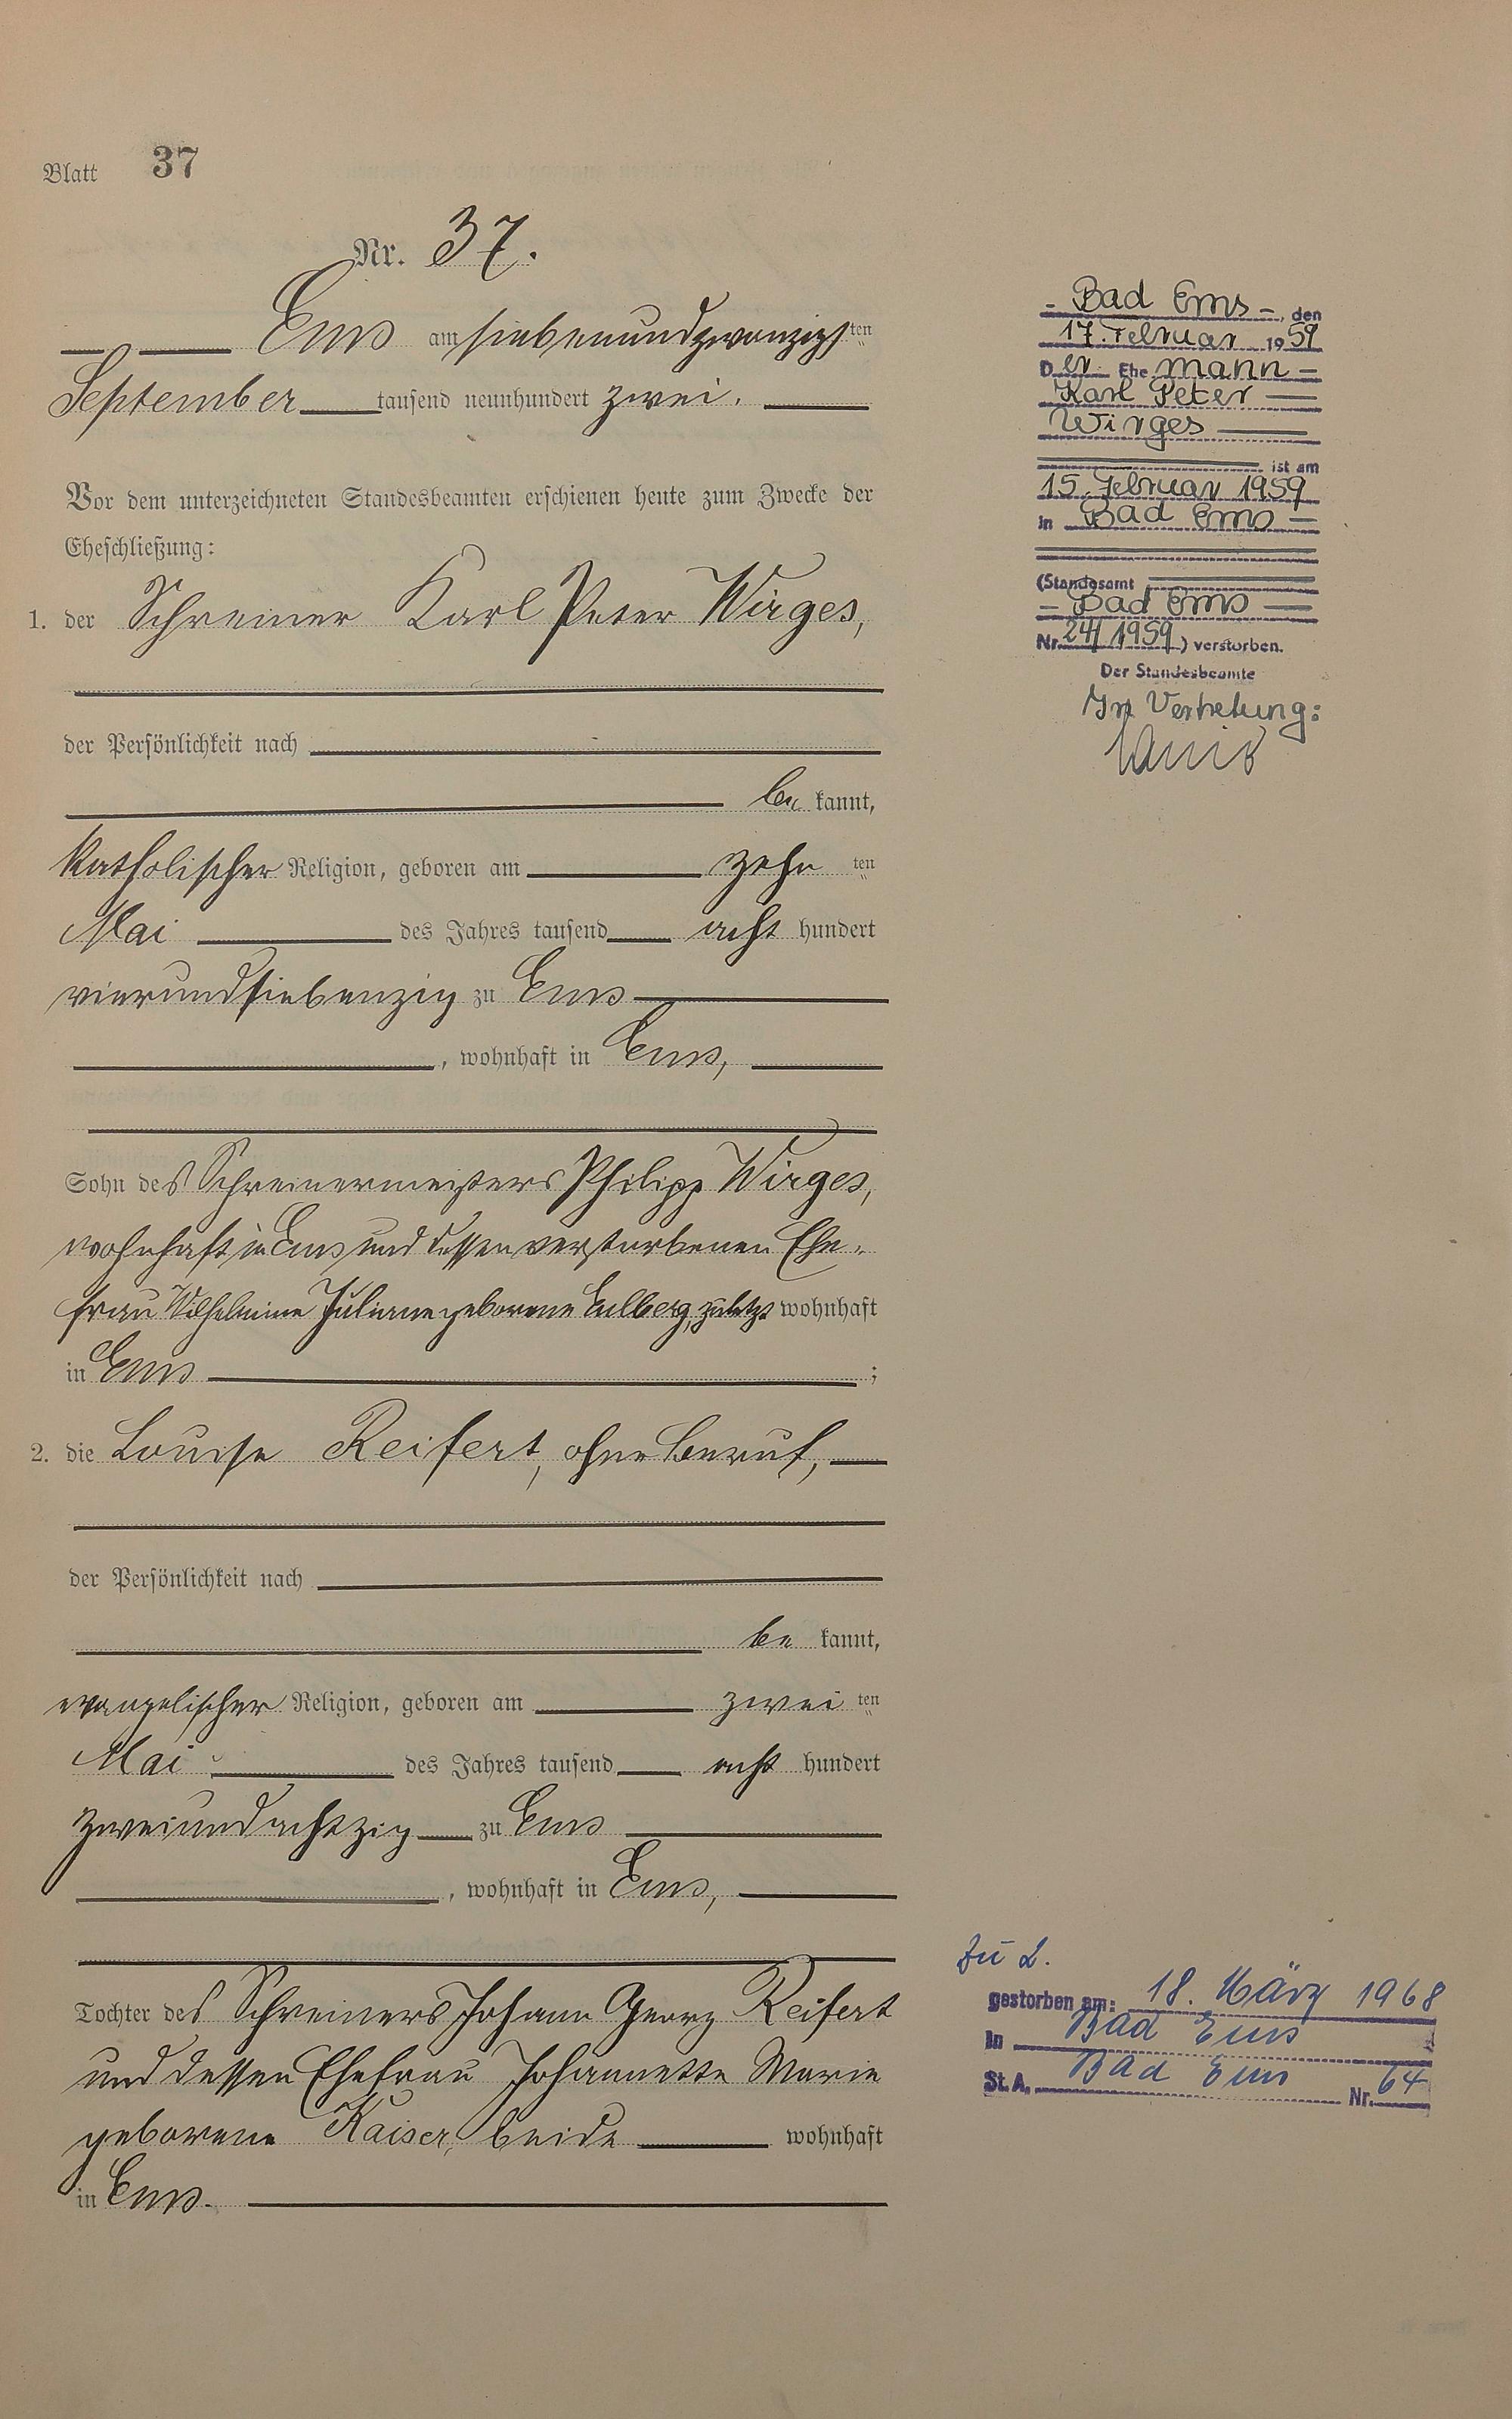 Blatt 37
Nr. 37.
Ems am siebenundzwanzigsten
September tausend neunhundert zwei.
Vor dem unterzeichneten Standesbeamten erschienen heute zum Zwecke der
Eheschließung:
1. der Schreiner Karl Peter Wirges,
der Persönlichkeit nach
be kannt,
katholischer Religion, geboren am zehn ten
Mai des Jahres tausend acht hundert
vierundsiebenzig zu Ems
, wohnhaft in Ems,
Sohn des Schreinermeisters Philipp Wirges,
wohnhaft in Ems und dessen verstorbenen Ehe-
frau Wilhelmine Juliane geborene Eulberg, zuletzt wohnhaft
in Ems ;
2. die Louise Reifert, ohne Beruf,
der Persönlichkeit nach
be kannt,
evangelischer Religion, geboren am zwei ten
Mai des Jahres tausend acht hundert
zweiundachtzig zu Ems
, wohnhaft in Ems,
Tochter des Schreiners Johann Georg Reifert
und dessen Ehefrau Johannette Marie
geborene Kaiser, beide wohnhaft
in Ems.
- Bad Ems -, den
17. Februar 1959
Der Ehemann -
Karl Peter
Wirges
ist am
15. Februar 1959
in Bad Ems
(Standesamt
- Bad Ems
Nr. 24/1959) verstorben.
Der Standesbeamte
In Vertretung:
Zu 2.
gestorben am: 18. März 1968
in Bad Ems
St. A. Bad Ems Nr. 64